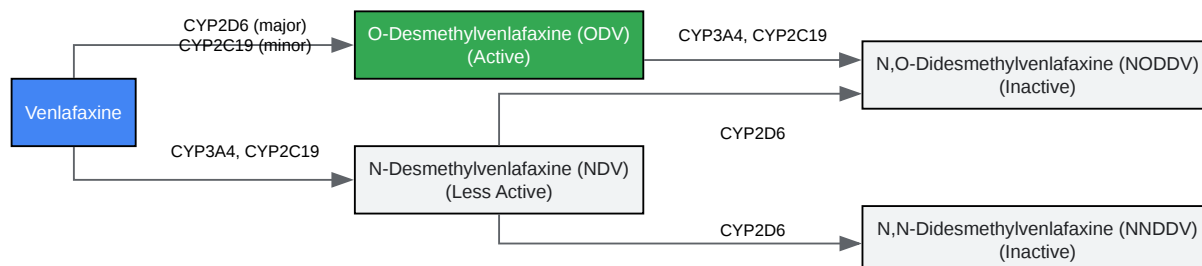 CYP2D6 (major)
CYP2C19 (minor)
O-Desmethylvenlafaxine (ODV)
(Active)
CYP3A4, CYP2C19
N,O-Didesmethylvenlafaxine (NODDV)
(Inactive)
Venlafaxine
CYP2D6
CYP3A4, CYP2C19
N-Desmethylvenlafaxine (NDV)
(Less Active)
CYP2D6
N,N-Didesmethylvenlafaxine (NNDDV)
(Inactive)